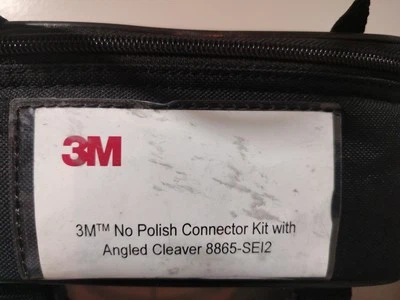 3M
3M™ No Polish Connector Kit with
Angled Cleaver 8865-SEI2